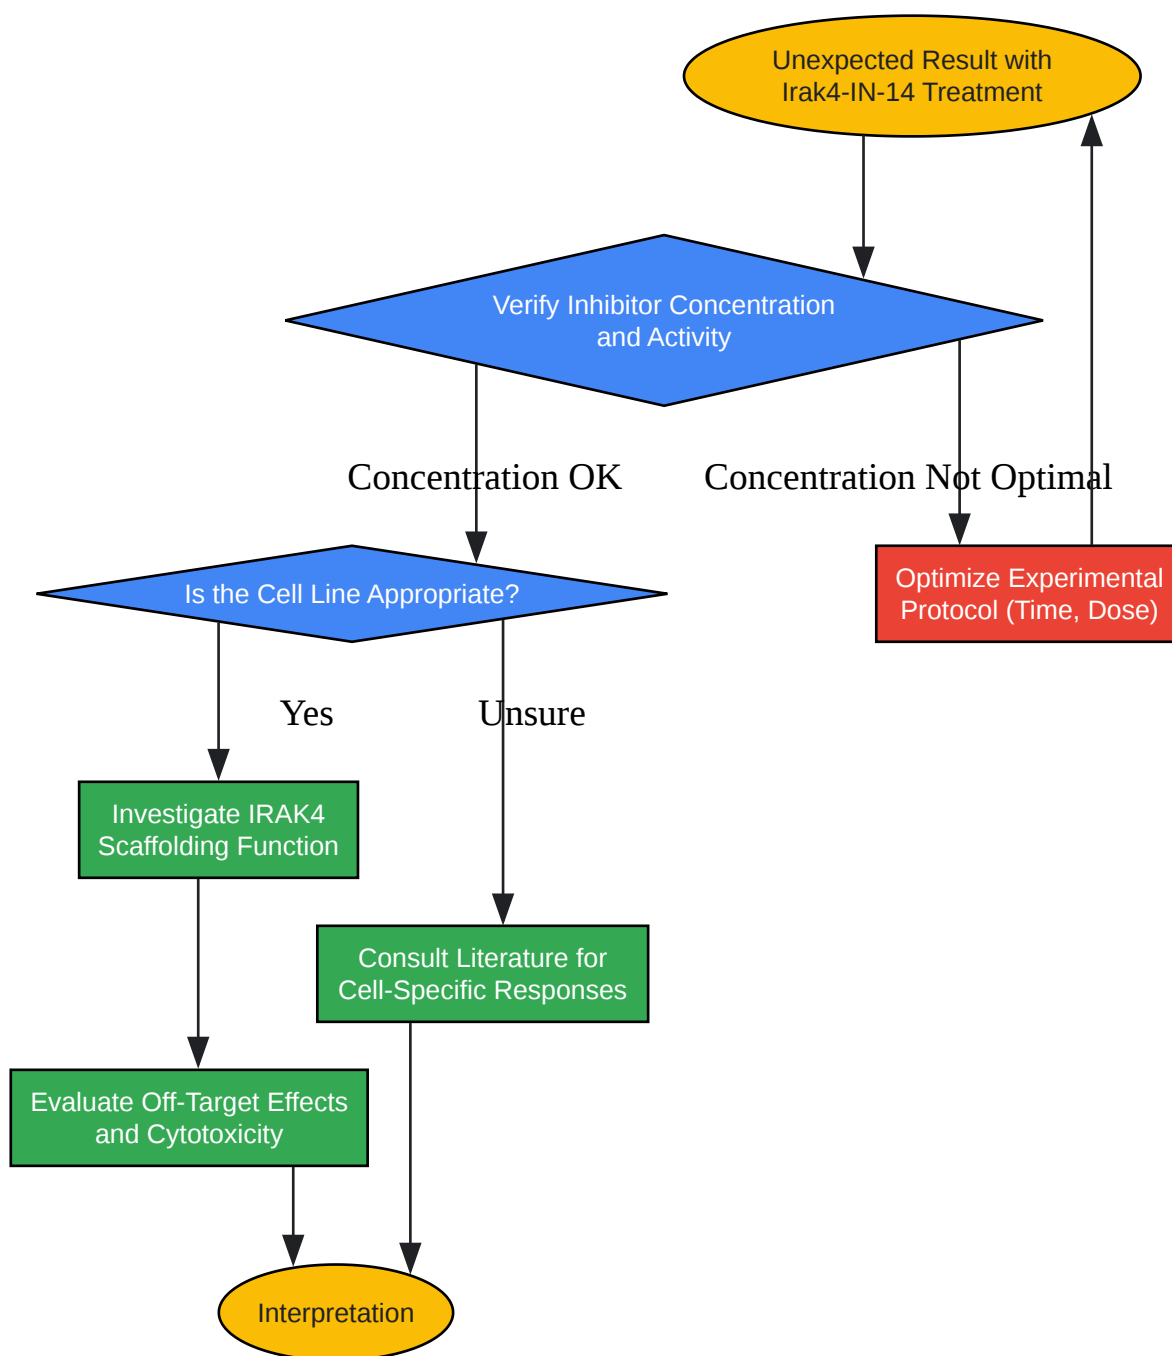 Unexpected Result with
Irak4-IN-14 Treatment
Verify Inhibitor Concentration
and Activity
Concentration OK
Concentration Not Optimal
Is the Cell Line Appropriate?
Optimize Experimental
Protocol (Time, Dose)
Yes
Unsure
Investigate IRAK4
Scaffolding Function
Consult Literature for
Cell-Specific Responses
Evaluate Off-Target Effects
and Cytotoxicity
Interpretation